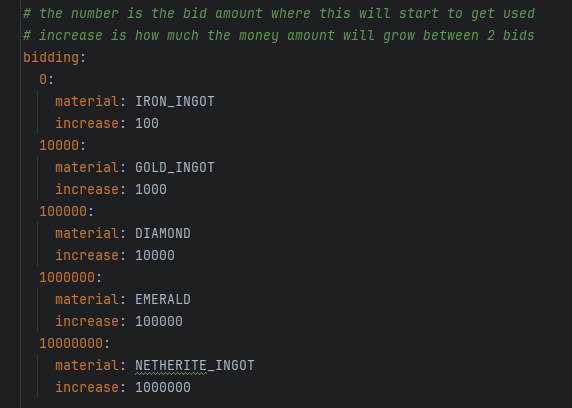 # the number is the bid amount where this will start to get used
# increase is how much the money amount will grow between 2 bids
bidding:
  0:
    material: IRON_INGOT
    increase: 100
  10000:
    material: GOLD_INGOT
    increase: 1000
  100000:
    material: DIAMOND
    increase: 10000
  1000000:
    material: EMERALD
    increase: 100000
  10000000:
    material: NETHERITE_INGOT
    increase: 1000000